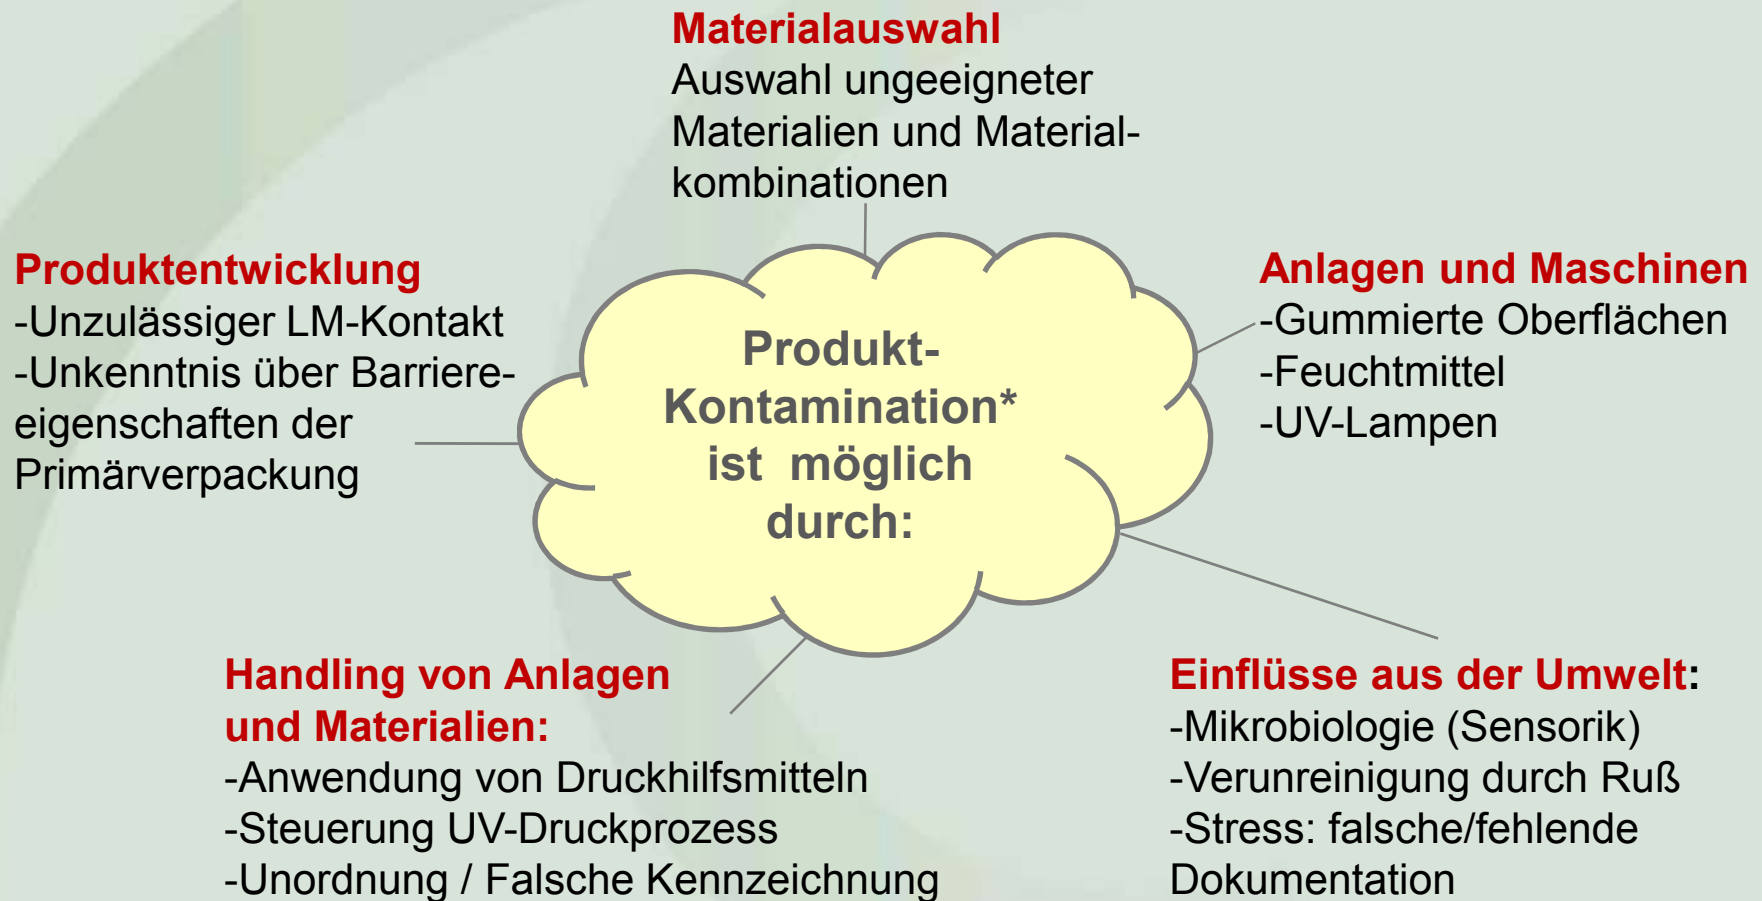 Materialauswahl
Auswahl ungeeigneter
Materialien und Material-
kombinationen
Produktentwicklung
-Unzulässiger LM-Kontakt
-Unkenntnis über Barriere-
eigenschaften der
Primärverpackung
Produkt-
Kontamination*
ist möglich
durch:
Anlagen und Maschinen
-Gummierte Oberflächen
-Feuchtmittel
-UV-Lampen
Handling von Anlagen
und Materialien:
-Anwendung von Druckhilfsmitteln
-Steuerung UV-Druckprozess
-Unordnung / Falsche Kennzeichnung
Einflüsse aus der Umwelt:
-Mikrobiologie (Sensorik)
-Verunreinigung durch Ruß
-Stress: falsche/fehlende
Dokumentation